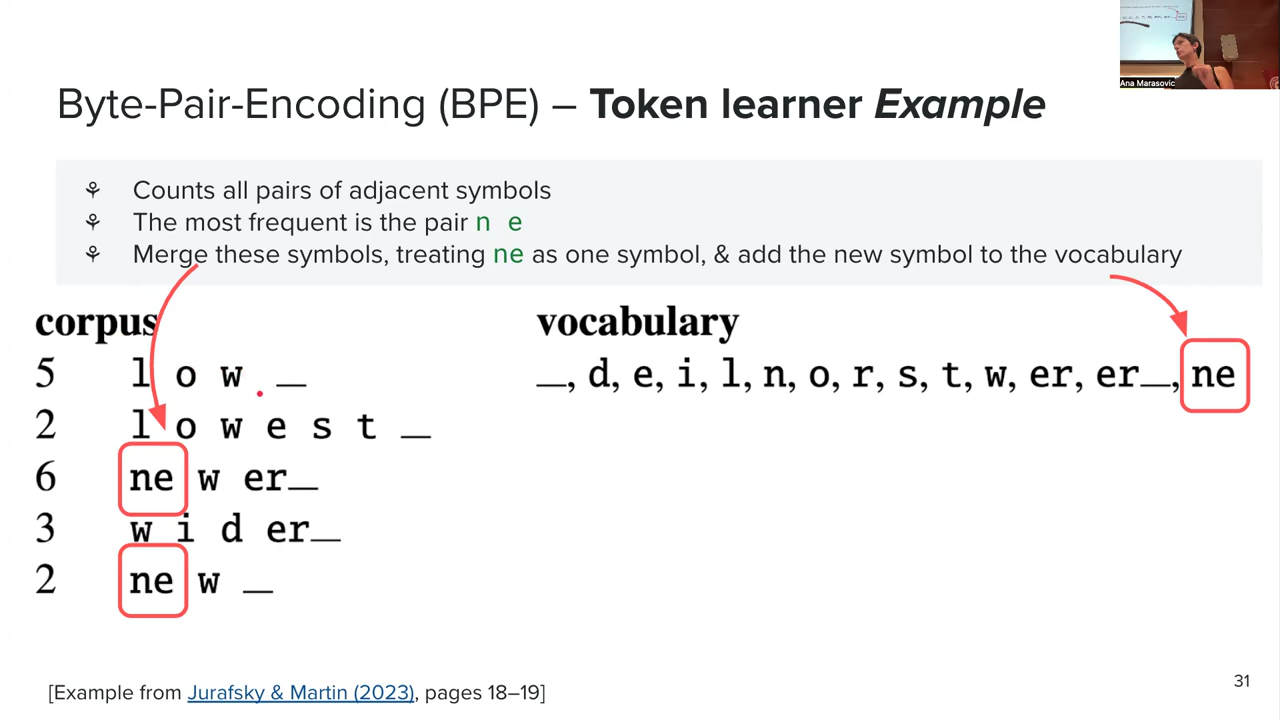 Ana Marasovic
Byte-Pair-Encoding (BPE) – Token learner Example
Counts all pairs of adjacent symbols
The most frequent is the pair n e
Merge these symbols, treating ne as one symbol, & add the new symbol to the vocabulary
corpus
5 l o w _
2 l o w e s t _
6 ne w er_
3 w i d er_
2 ne w _
vocabulary
_, d, e, i, l, n, o, r, s, t, w, er, er_, ne
[Example from Jurafsky & Martin (2023), pages 18–19]
31